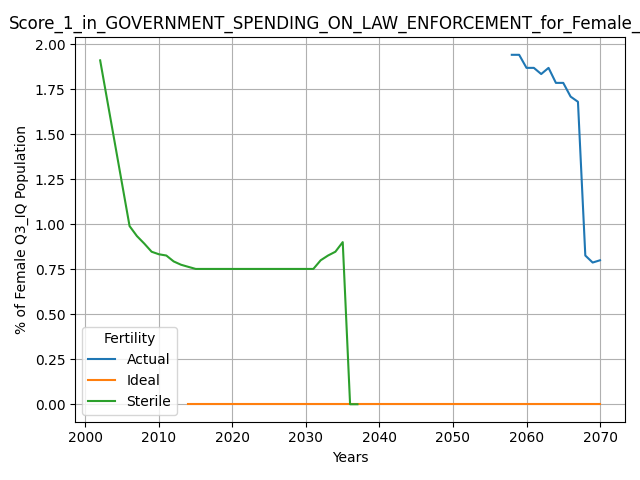 Score_1_in_GOVERNMENT_SPENDING_ON_LAW_ENFORCEMENT_for_Female_
2.00
1.75
1.50
1.25
1.00
0.75
0.50
0.25
0.00
% of Female Q3_IQ Population
Fertility
Actual
Ideal
Sterile
2000 2010 2020 2030 2040 2050 2060 2070
Years